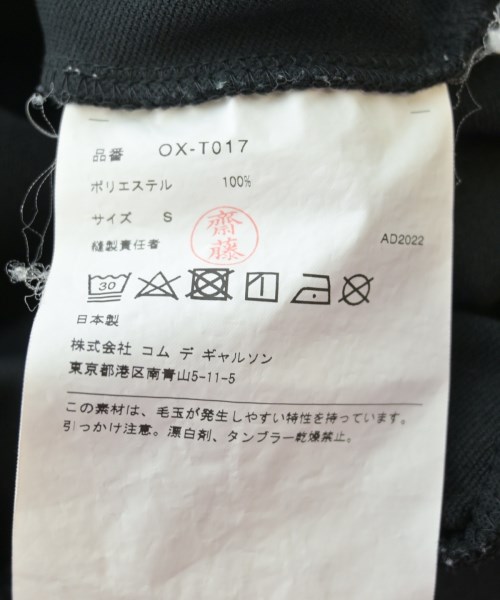 品番 OX-T017
ポリエステル 100%
サイズ S
縫製責任者 齋藤 AD2022
30
日本製
株式会社 コム デ ギャルソン
東京都港区南青山5-11-5
この素材は、毛玉が発生しやすい特性を持っています。
引っかけ注意。漂白剤、タンブラー乾燥禁止。